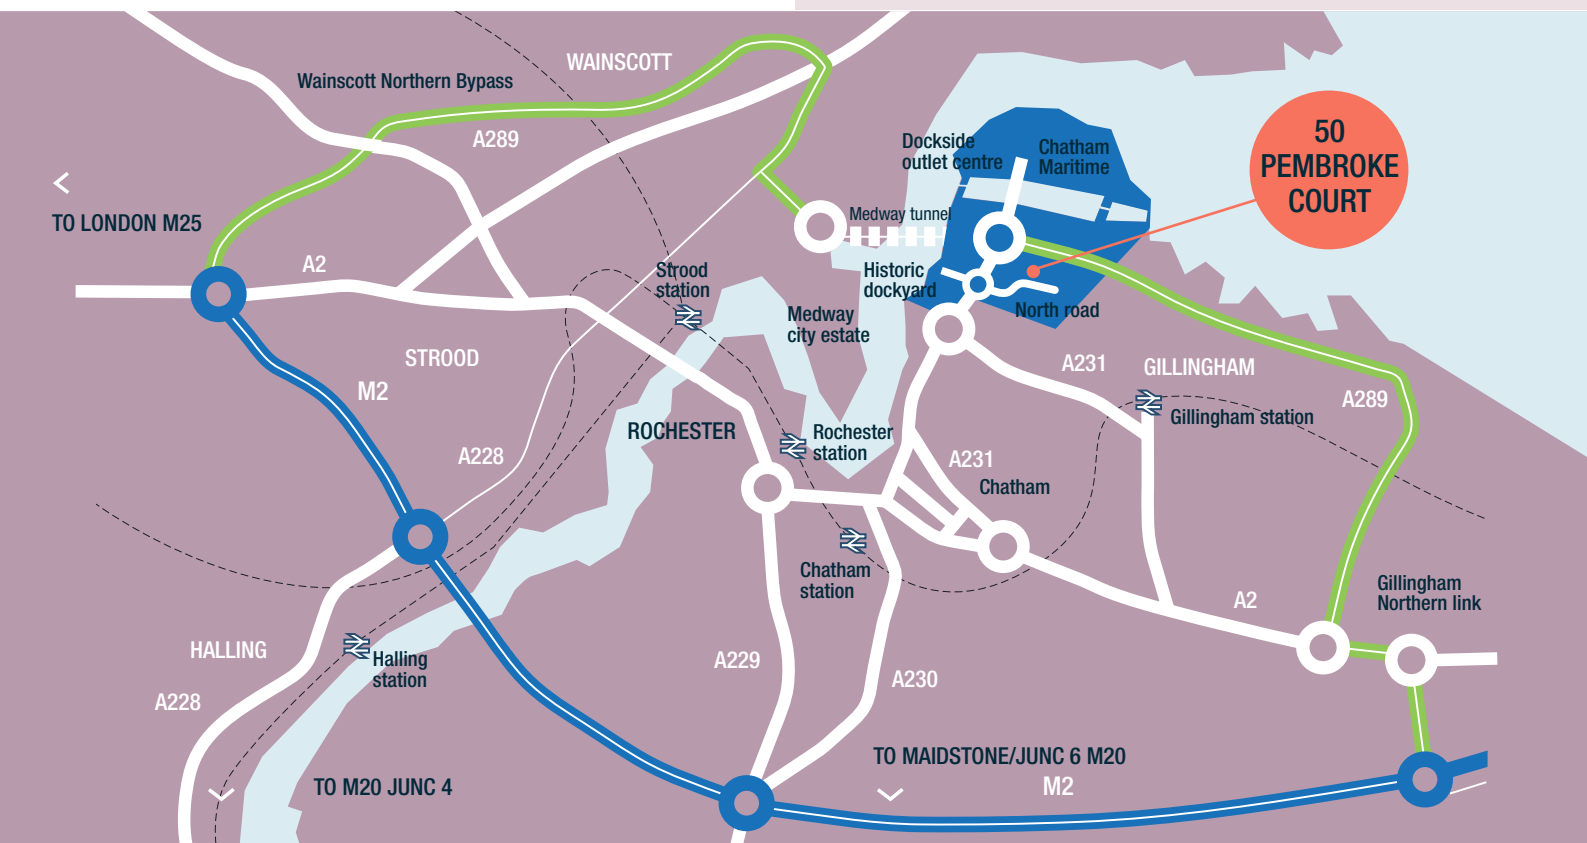 WAINSCOTT
Wainscott Northern Bypass
A289
50
PEMBROKE
COURT
Dockside
outlet centre
Chatham
Maritime
TO LONDON M25
Medway tunnel
A2
Strood
station
Historic
dockyard
North road
Medway
city estate
STROOD
M2
A231
GILLINGHAM
A289
Gillingham station
ROCHESTER
Rochester
station
A228
A231
Chatham
Chatham
station
Gillingham
Northern link
A2
HALLING
Halling
station
A229
A230
A228
TO MAIDSTONE/JUNC 6 M20
M2
TO M20 JUNC 4